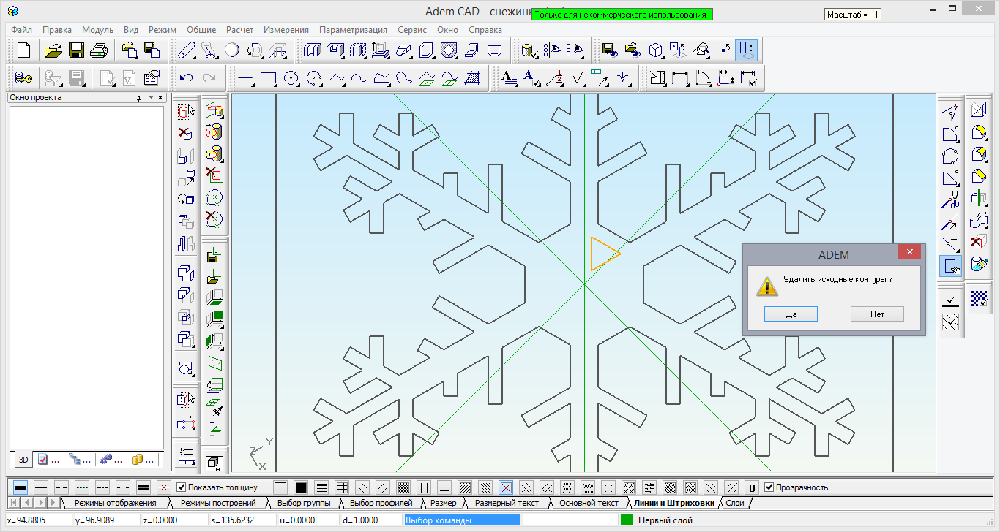 Adem CAD - снежинк
Только для некоммерческого использования !
Масштаб =1:1
Файл Правка Модуль Вид Режим Общие Расчет Измерения Параметризация Сервис Окно Справка
Окно проекта
ADEM
Удалить исходные контуры ?
Да Нет
Y
Z
X
3D ... ... ... ...
Показать толщину U Прозрачность
Режимы отображения Режимы построений Выбор группы Выбор профилей Размер Размерный текст Основной текст Линии и Штриховки Слои
x=94.8805 y=96.9089 z=0.0000 s=135.6232 u=0.0000 d=1.0000 Выбор команды Первый слой